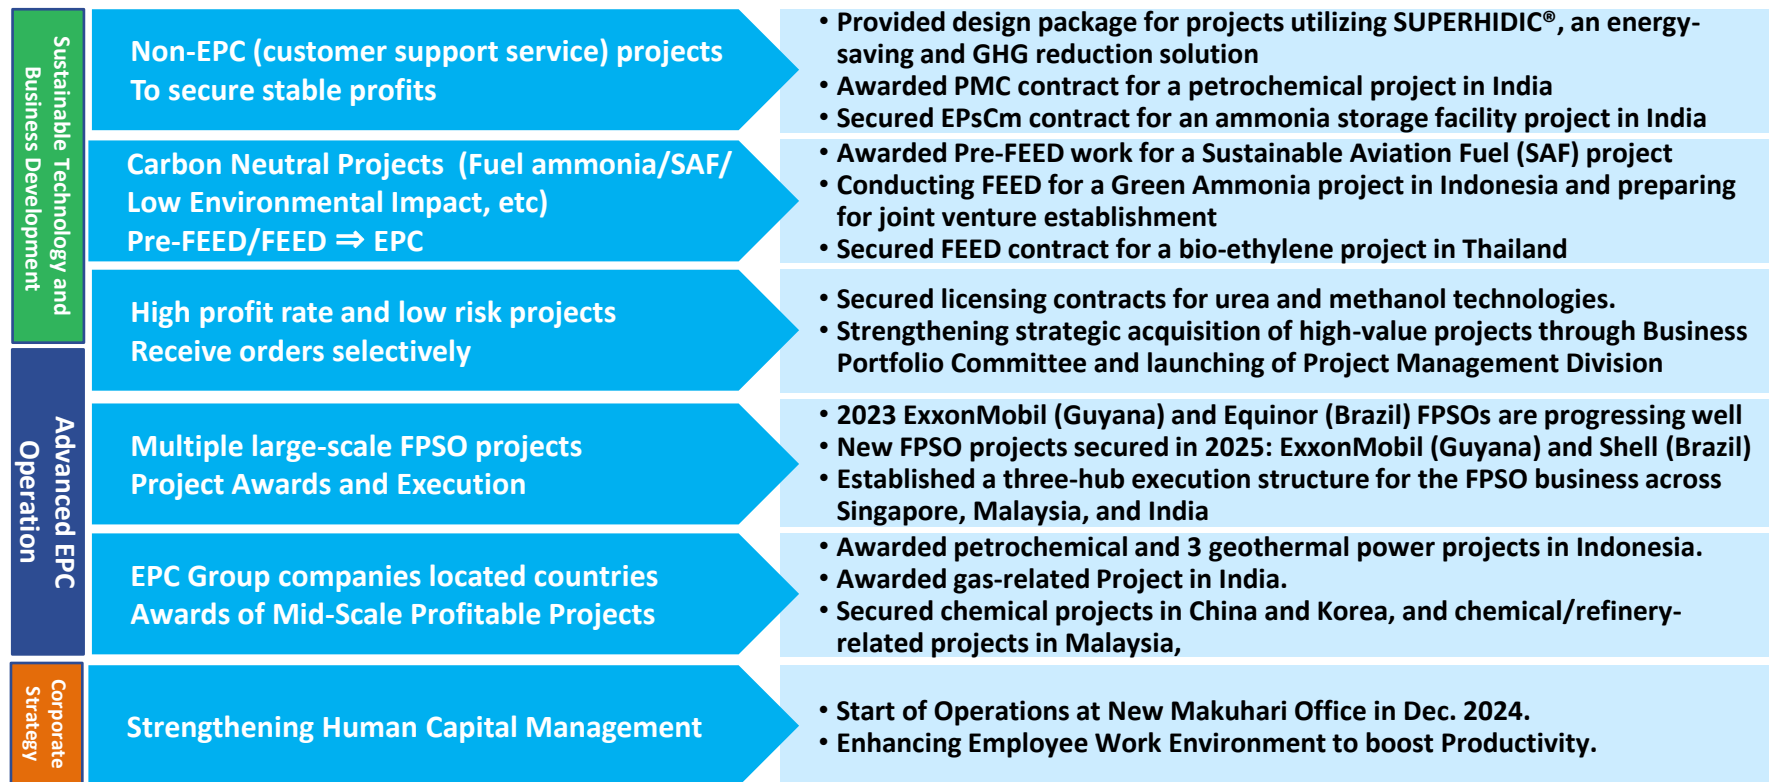 Sustainable Technology and
Business Development
Non-EPC (customer support service) projects
To secure stable profits
• Provided design package for projects utilizing SUPERHIDIC®, an energy-
saving and GHG reduction solution
• Awarded PMC contract for a petrochemical project in India
• Secured EPsCm contract for an ammonia storage facility project in India
Carbon Neutral Projects (Fuel ammonia/SAF/
Low Environmental Impact, etc)
Pre-FEED/FEED ⇒ EPC
• Awarded Pre-FEED work for a Sustainable Aviation Fuel (SAF) project
• Conducting FEED for a Green Ammonia project in Indonesia and preparing
for joint venture establishment
• Secured FEED contract for a bio-ethylene project in Thailand
High profit rate and low risk projects
Receive orders selectively
• Secured licensing contracts for urea and methanol technologies.
• Strengthening strategic acquisition of high-value projects through Business
Portfolio Committee and launching of Project Management Division
Advanced EPC
Operation
Multiple large-scale FPSO projects
Project Awards and Execution
• 2023 ExxonMobil (Guyana) and Equinor (Brazil) FPSOs are progressing well
• New FPSO projects secured in 2025: ExxonMobil (Guyana) and Shell (Brazil)
• Established a three-hub execution structure for the FPSO business across
Singapore, Malaysia, and India
EPC Group companies located countries
Awards of Mid-Scale Profitable Projects
• Awarded petrochemical and 3 geothermal power projects in Indonesia.
• Awarded gas-related Project in India.
• Secured chemical projects in China and Korea, and chemical/refinery-
related projects in Malaysia,
Corporate
Strategy
Strengthening Human Capital Management
• Start of Operations at New Makuhari Office in Dec. 2024.
• Enhancing Employee Work Environment to boost Productivity.